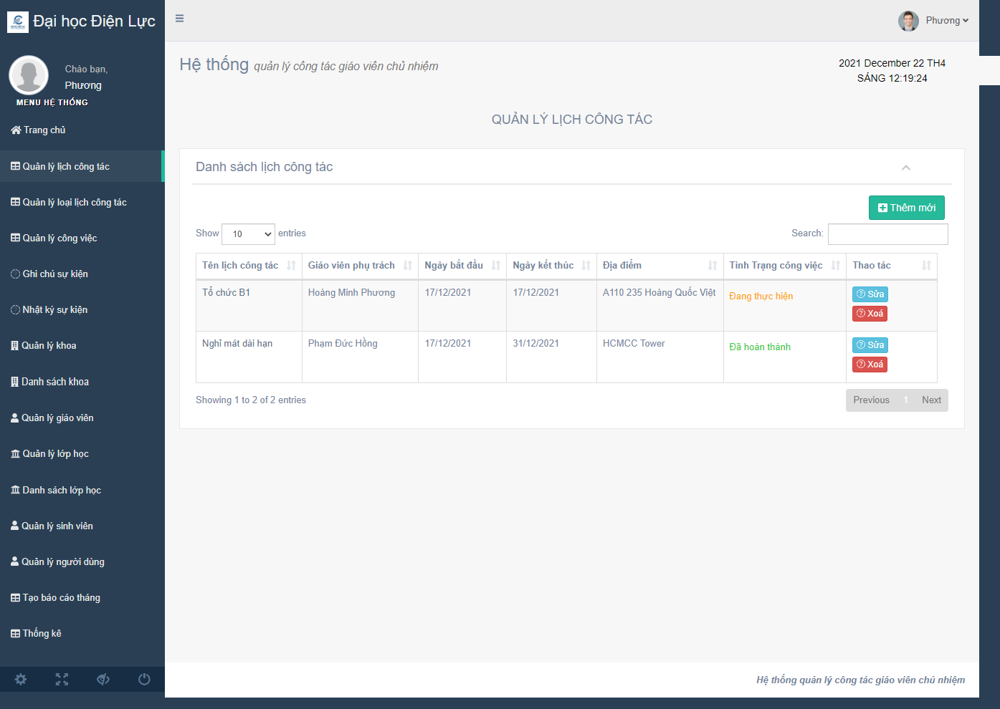 Đại học Điện Lực
Phương
Chào bạn,
Phương
MENU HỆ THỐNG
Trang chủ
Quản lý lịch công tác
Quản lý loại lịch công tác
Quản lý công việc
Ghi chú sự kiện
Nhật ký sự kiện
Quản lý khoa
Danh sách khoa
Quản lý giáo viên
Quản lý lớp học
Danh sách lớp học
Quản lý sinh viên
Quản lý người dùng
Tạo báo cáo tháng
Thống kê
Hệ thống quản lý công tác giáo viên chủ nhiệm
2021 December 22 TH4
SÁNG 12:19:24
QUẢN LÝ LỊCH CÔNG TÁC
Danh sách lịch công tác
Thêm mới
Show 10 entries Search:
Tên lịch công tác Giáo viên phụ trách Ngày bắt đầu Ngày kết thúc Địa điểm Tình Trạng công việc Thao tác
Tổ chức B1 Hoàng Minh Phương 17/12/2021 17/12/2021 A110 235 Hoàng Quốc Việt Đang thực hiện Sửa
Xoá
Nghỉ mát dài hạn Phạm Đức Hồng 17/12/2021 31/12/2021 HCMCC Tower Đã hoàn thành Sửa
Xoá
Showing 1 to 2 of 2 entries Previous 1 Next
Hệ thống quản lý công tác giáo viên chủ nhiệm